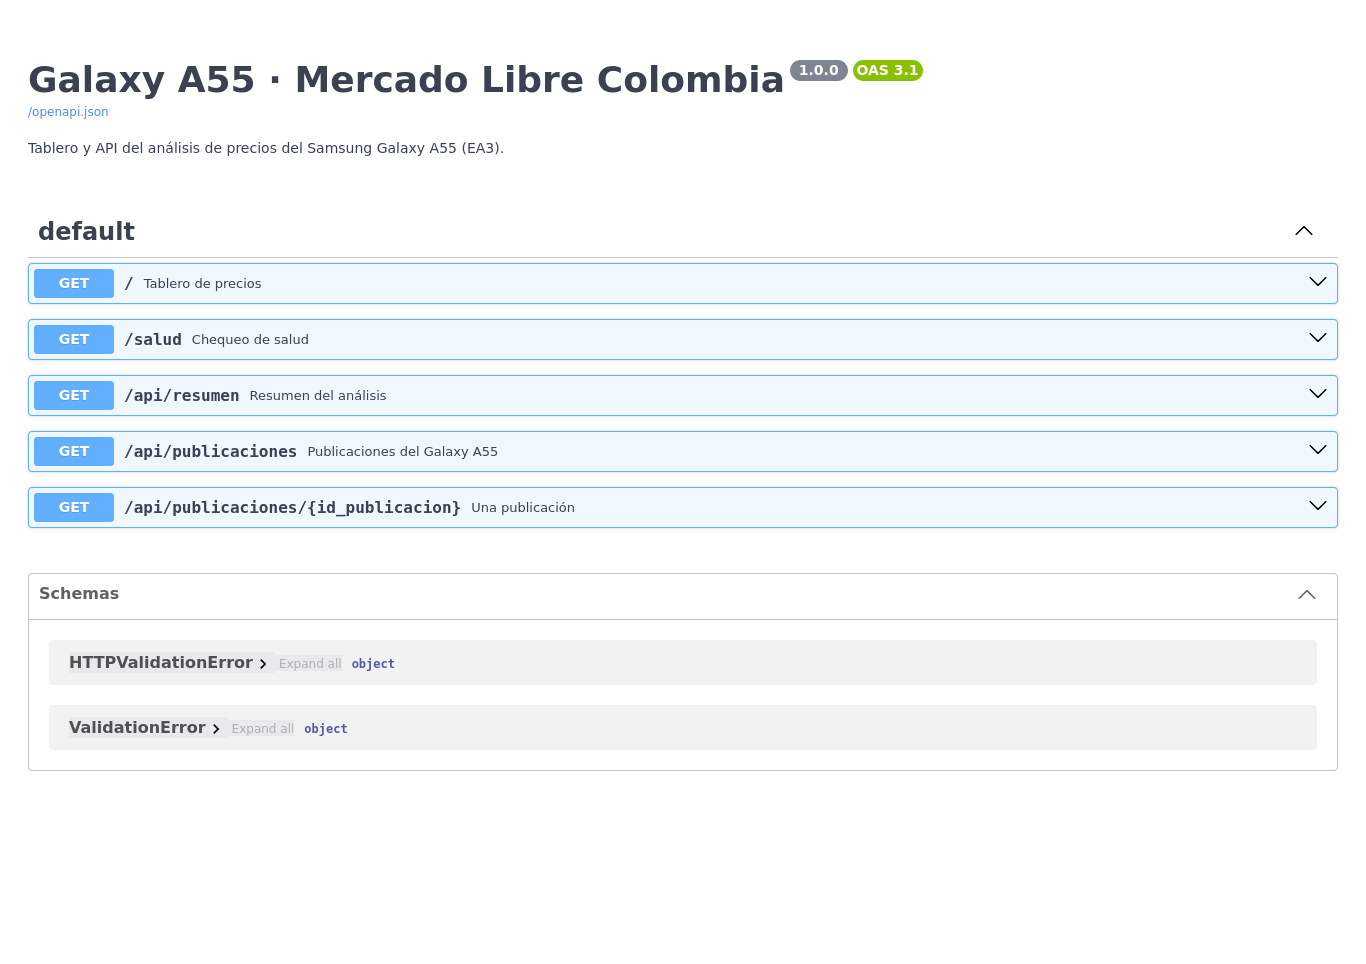 Galaxy A55 · Mercado Libre Colombia 1.0.0 OAS 3.1
/openapi.json
Tablero y API del análisis de precios del Samsung Galaxy A55 (EA3).
default
GET / Tablero de precios
GET /salud Chequeo de salud
GET /api/resumen Resumen del análisis
GET /api/publicaciones Publicaciones del Galaxy A55
GET /api/publicaciones/{id_publicacion} Una publicación
Schemas
HTTPValidationError Expand all object
ValidationError Expand all object